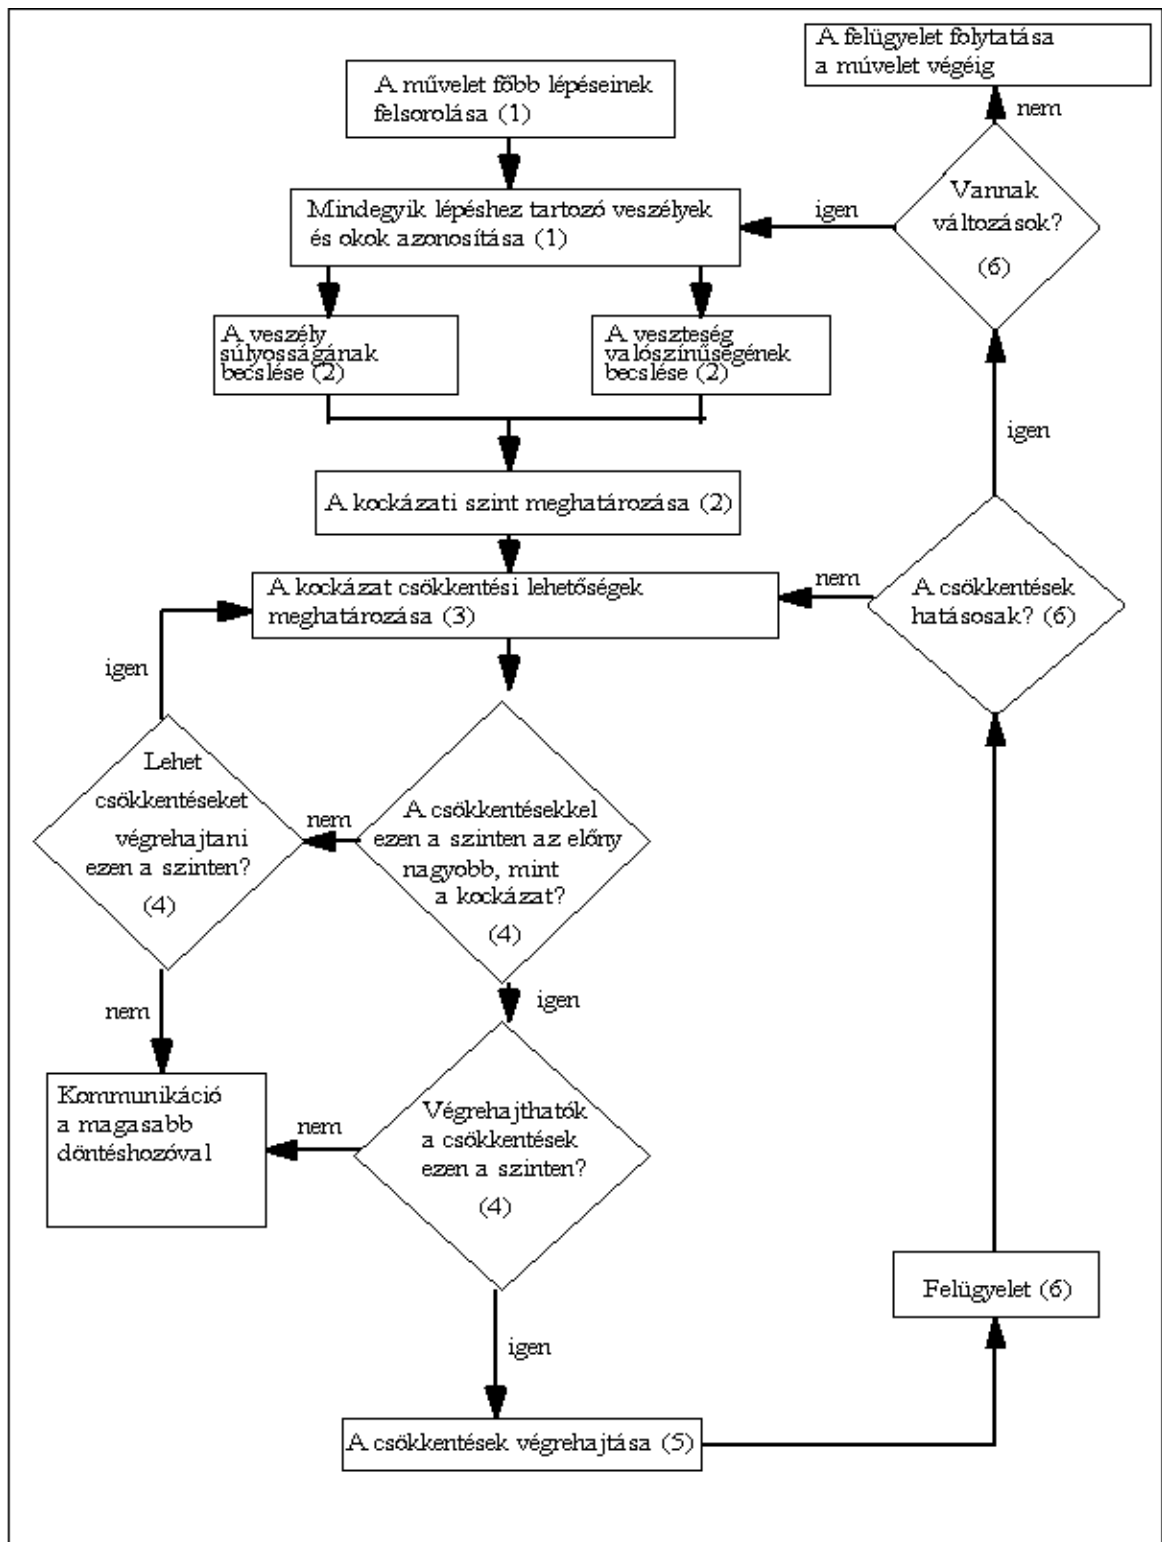 A felügyelet folytatása
a múvelet végéig
nem
A művelet főbb lépéseinek
felsorolása (1)
Vannak
változások?
(6)
igen
Mindegyik lépéshez tartozó veszélyek
és okok azonosítása (1)
A veszély
súlyosságának
becslése (2)
A veszteség
valószínűségének
becslése (2)
igen
A kockázati szint meghatározása (2)
A kockázat csökkentési lehetőségek
meghatározása (3)
nem
A csökkentések
hatásosak? (6)
igen
Lehet
csökkentéseket
végrehajtani
ezen a szinten?
(4)
nem
A csökkentésekkel
ezen a szinten az előny
nagyobb, mint
a kockázat?
(4)
nem
igen
Kommunikáció
a magasabb
döntéshozóval
nem
Végrehajthatók
a csökkentések
ezen a szinten?
(4)
Felügyelet (6)
igen
A csökkentések végrehajtása (5)